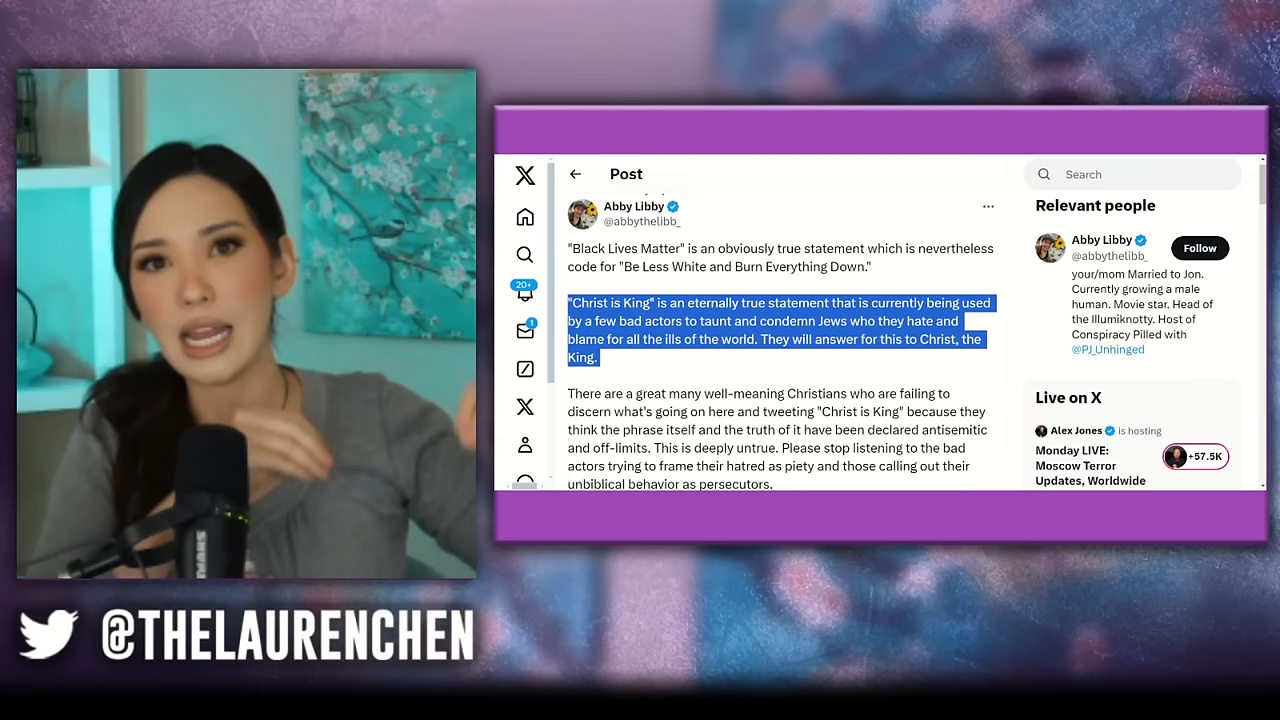 Post
Abby Libby
@abbythelibb_
"Black Lives Matter" is an obviously true statement which is nevertheless
code for "Be Less White and Burn Everything Down."
"Christ is King" is an eternally true statement that is currently being used
by a few bad actors to taunt and condemn Jews who they hate and
blame for all the ills of the world. They will answer for this to Christ, the
King.
There are a great many well-meaning Christians who are failing to
discern what's going on here and tweeting "Christ is King" because they
think the phrase itself and the truth of it have been declared antisemitic
and off-limits. This is deeply untrue. Please stop listening to the bad
actors trying to frame their hatred as piety and those calling out their
unbiblical behavior as persecutors.
20+
1
Search
Relevant people
Abby Libby
@abbythelibb_
Follow
your/mom Married to Jon.
Currently growing a male
human. Movie star. Head of
the Illumiknotty. Host of
Conspiracy Pilled with
@PJ_Unhinged
Live on X
Alex Jones is hosting
Monday LIVE:
Moscow Terror
Updates, Worldwide
+57.5K
@THELAURENCHEN